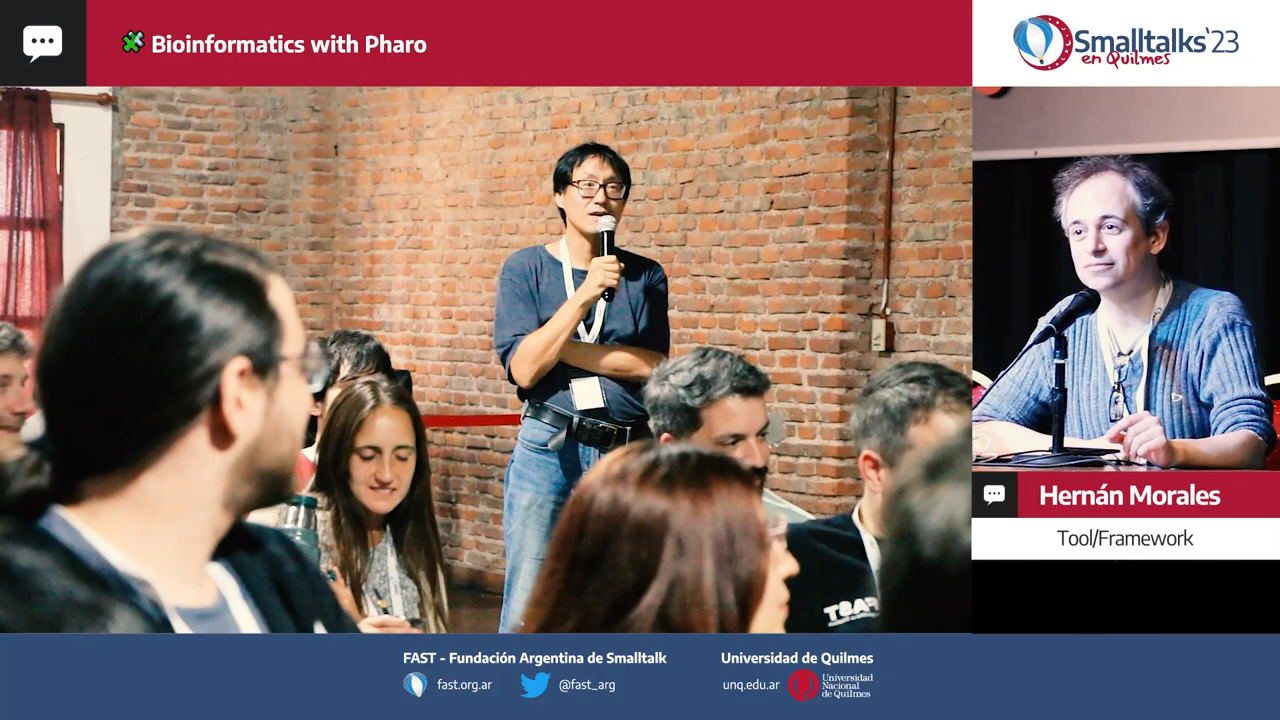 Bioinformatics with Pharo
Smalltalks'23
en Quilmes
Hernán Morales
Tool/Framework
FAST
FAST - Fundación Argentina de Smalltalk
fast.org.ar
@fast_arg
Universidad de Quilmes
unq.edu.ar
Universidad
Nacional
de Quilmes